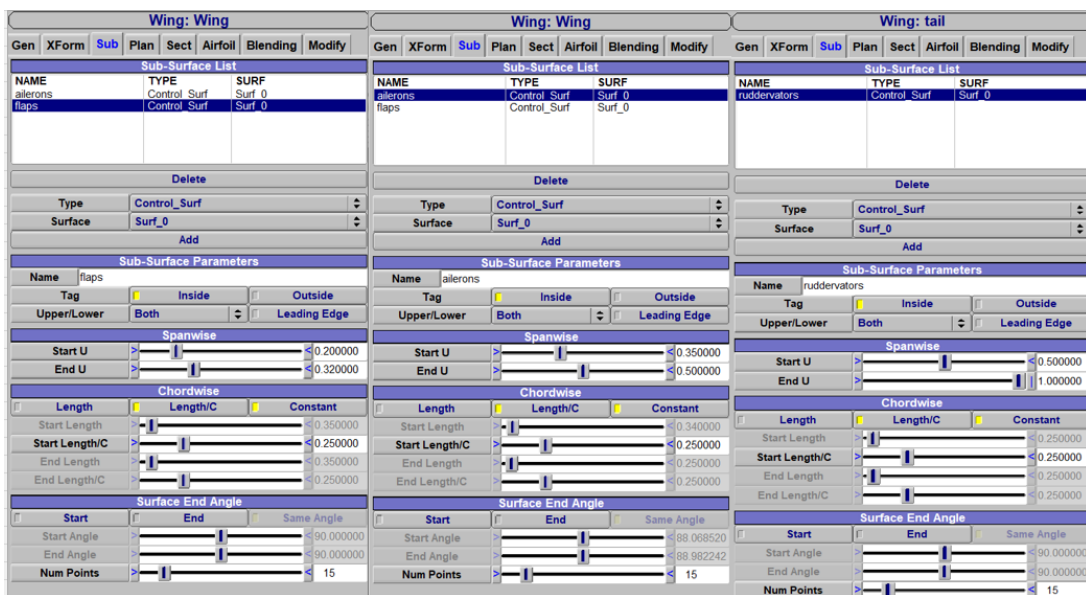 Wing: Wing
Gen XForm Sub Plan Sect Airfoil Blending Modify
Sub-Surface List
NAME TYPE SURF
ailerons Control_Surf Surf_0
flaps Control_Surf Surf_0
Delete
Type Control_Surf
Surface Surf_0
Add
Sub-Surface Parameters
Name flaps
Tag Inside Outside
Upper/Lower Both Leading Edge
Spanwise
Start U > < 0.200000
End U > < 0.320000
Chordwise
Length Length/C Constant
Start Length > < 0.350000
Start Length/C > < 0.250000
End Length > < 0.350000
End Length/C > < 0.250000
Surface End Angle
Start End Same Angle
Start Angle > < 90.000000
End Angle > < 90.000000
Num Points > < 15
Wing: Wing
Gen XForm Sub Plan Sect Airfoil Blending Modify
Sub-Surface List
NAME TYPE SURF
ailerons Control_Surf Surf_0
flaps Control_Surf Surf_0
Delete
Type Control_Surf
Surface Surf_0
Add
Sub-Surface Parameters
Name ailerons
Tag Inside Outside
Upper/Lower Both Leading Edge
Spanwise
Start U > < 0.350000
End U > < 0.500000
Chordwise
Length Length/C Constant
Start Length > < 0.340000
Start Length/C > < 0.250000
End Length > < 0.250000
End Length/C > < 0.250000
Surface End Angle
Start End Same Angle
Start Angle > < 88.068520
End Angle > < 88.982242
Num Points > < 15
Wing: tail
Gen XForm Sub Plan Sect Airfoil Blending Modify
Sub-Surface List
NAME TYPE SURF
ruddervators Control_Surf Surf_0
Delete
Type Control_Surf
Surface Surf_0
Add
Sub-Surface Parameters
Name ruddervators
Tag Inside Outside
Upper/Lower Both Leading Edge
Spanwise
Start U > < 0.500000
End U > | 1.000000
Chordwise
Length Length/C Constant
Start Length > < 0.250000
Start Length/C > < 0.250000
End Length > < 0.250000
End Length/C > < 0.250000
Surface End Angle
Start End Same Angle
Start Angle > < 90.000000
End Angle > < 90.000000
Num Points > < 15